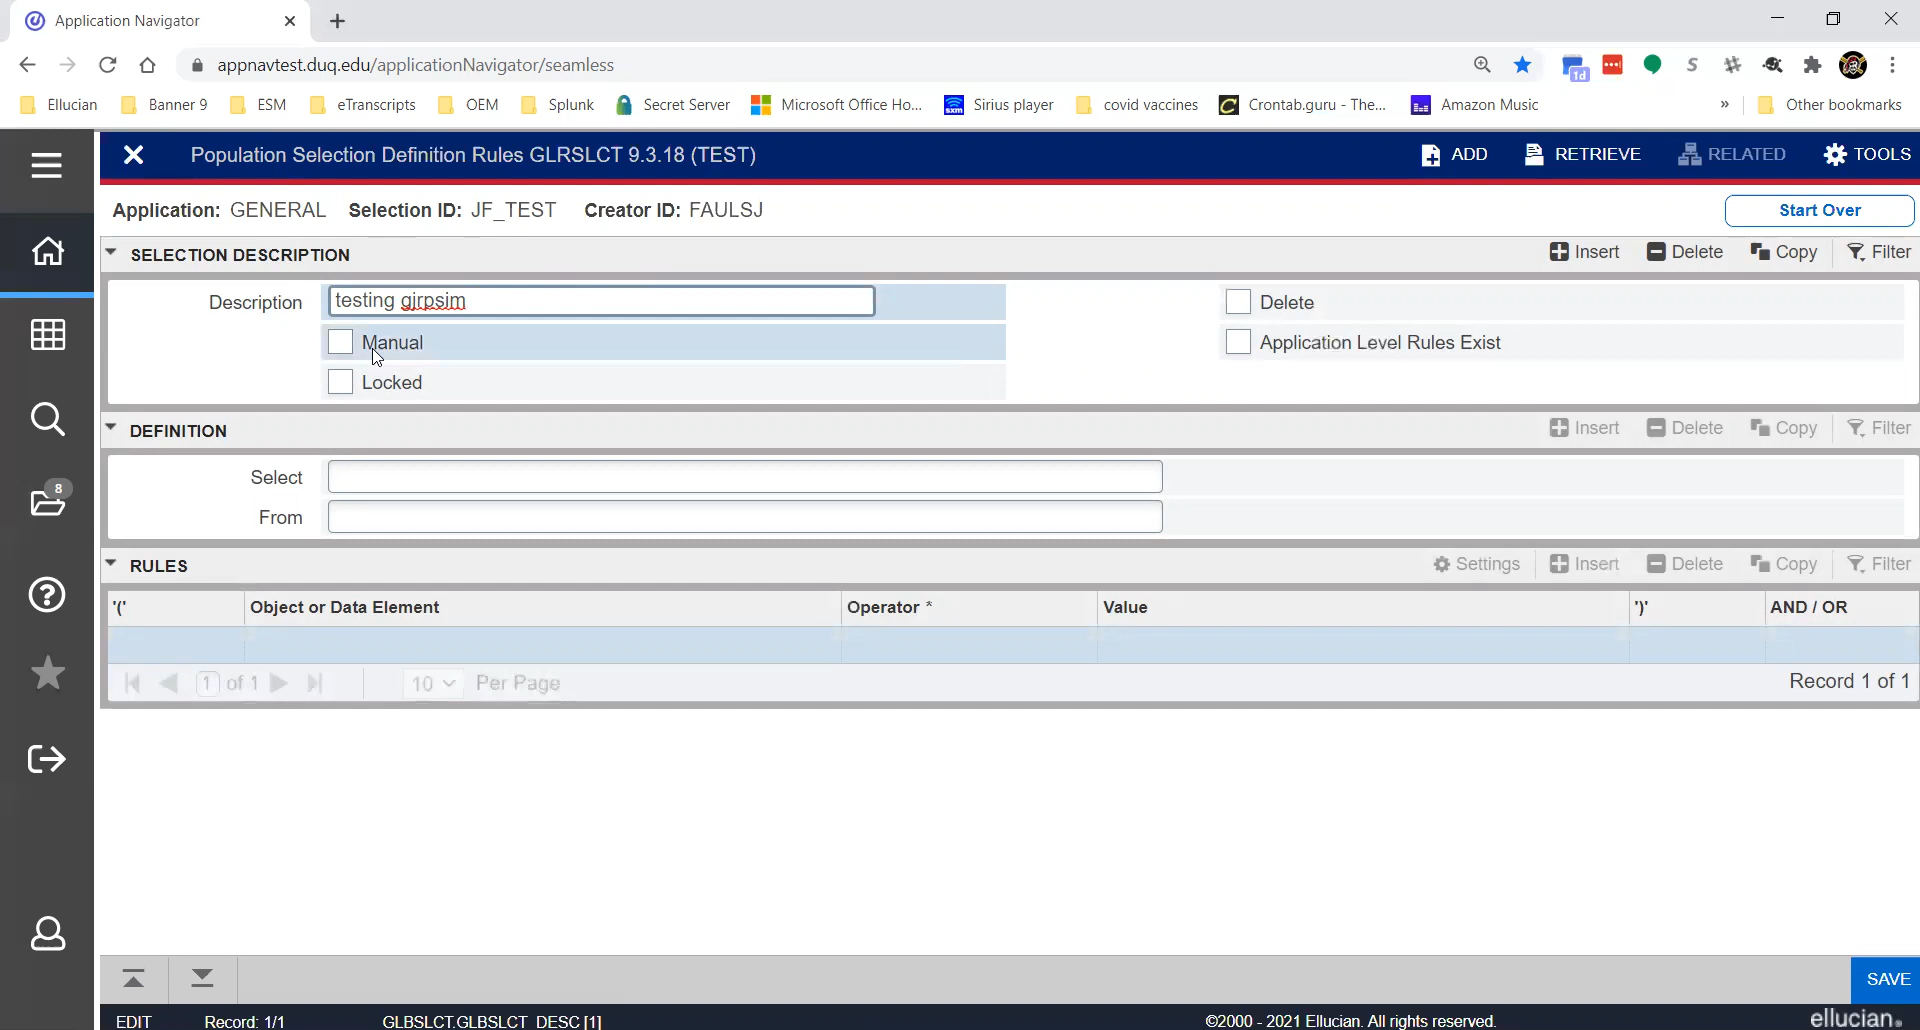 Application Navigator
appnavtest.duq.edu/applicationNavigator/seamless
1d
Ellucian Banner 9 ESM eTranscripts OEM Splunk Secret Server Microsoft Office Ho... Sirius player covid vaccines Crontab.guru - The... Amazon Music » Other bookmarks
Population Selection Definition Rules GLRSLCT 9.3.18 (TEST) ADD RETRIEVE RELATED TOOLS
Application: GENERAL Selection ID: JF_TEST Creator ID: FAULSJ Start Over
SELECTION DESCRIPTION Insert Delete Copy Filter
Description testing gjrpsim Delete
Manual Application Level Rules Exist
Locked
DEFINITION Insert Delete Copy Filter
Select
8
From
RULES Settings Insert Delete Copy Filter
'(' Object or Data Element Operator * Value ')' AND / OR
1 of 1 10 Per Page Record 1 of 1
SAVE
EDIT Record: 1/1 GLBSLCT.GLBSLCT_DESC [1] ©2000 - 2021 Ellucian. All rights reserved. ellucian.